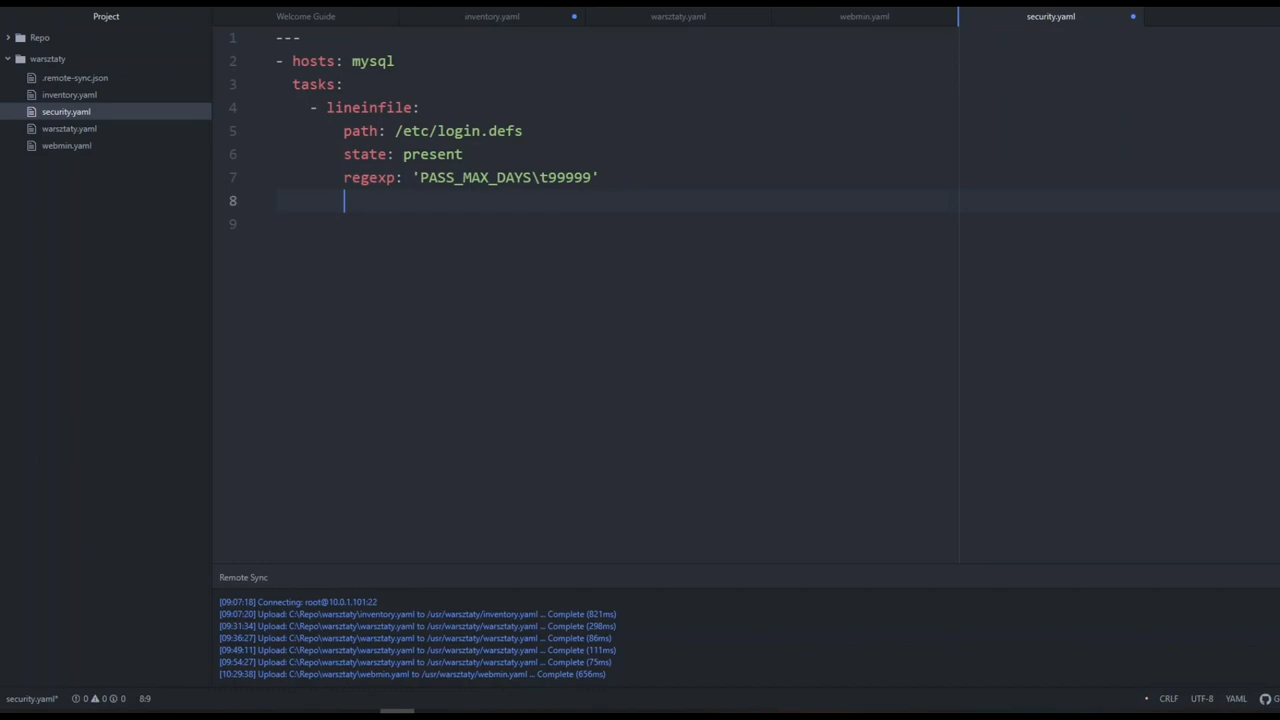 Project
Welcome Guide
inventory.yaml
warsztaty.yaml
webmin.yaml
security.yaml
Repo
warsztaty
.remote-sync.json
inventory.yaml
security.yaml
warsztaty.yaml
webmin.yaml
1 ---
2 - hosts: mysql
3 tasks:
4 - lineinfile:
5 path: /etc/login.defs
6 state: present
7 regexp: 'PASS_MAX_DAYS\t99999'
8
9
Remote Sync
[09:07:18] Connecting: root@10.0.1.101:22
[09:07:20] Upload: C:\Repo\warsztaty\inventory.yaml to /usr/warsztaty/inventory.yaml ... Complete (821ms)
[09:31:34] Upload: C:\Repo\warsztaty\warsztaty.yaml to /usr/warsztaty/warsztaty.yaml ... Complete (298ms)
[09:36:27] Upload: C:\Repo\warsztaty\warsztaty.yaml to /usr/warsztaty/warsztaty.yaml ... Complete (86ms)
[09:49:11] Upload: C:\Repo\warsztaty\warsztaty.yaml to /usr/warsztaty/warsztaty.yaml ... Complete (111ms)
[09:54:27] Upload: C:\Repo\warsztaty\warsztaty.yaml to /usr/warsztaty/warsztaty.yaml ... Complete (75ms)
[10:29:38] Upload: C:\Repo\warsztaty\webmin.yaml to /usr/warsztaty/webmin.yaml ... Complete (656ms)
security.yaml* 0 0 0 8:9 CRLF UTF-8 YAML G